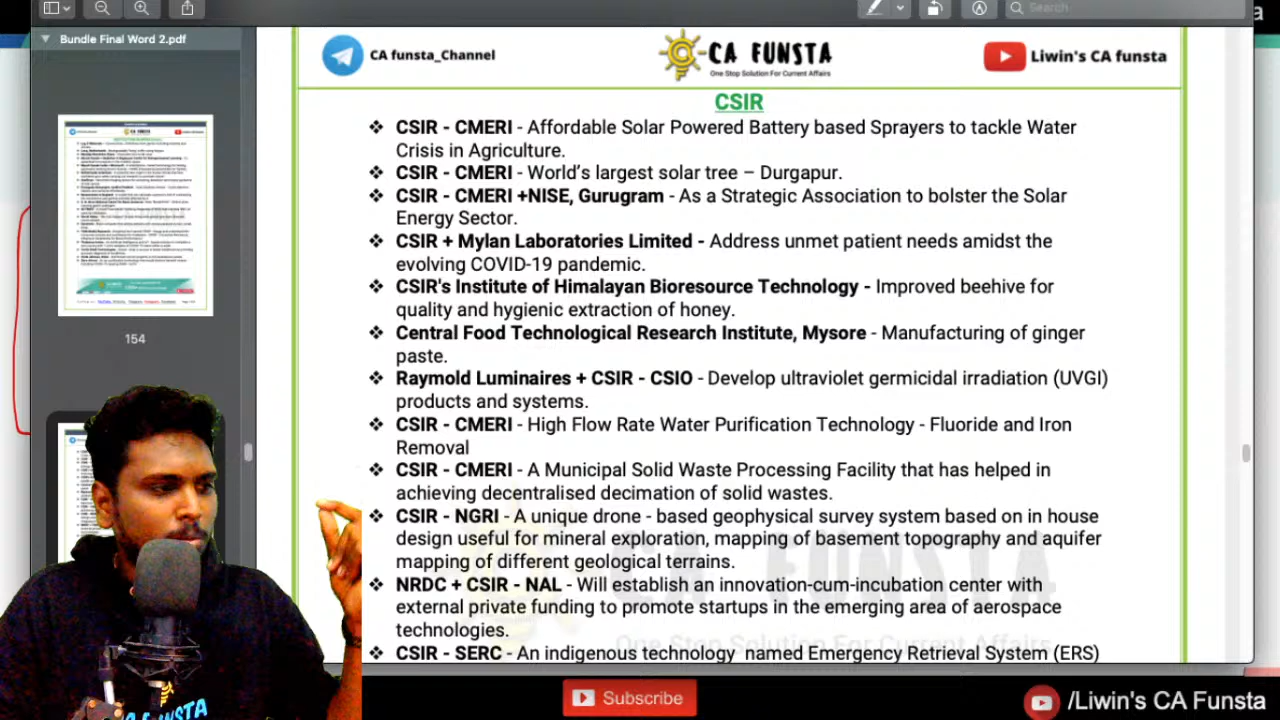 Search
Bundle Final Word 2.pdf
154
CA funsta_Channel
CA FUNSTA
One Stop Solution For Current Affairs
Liwin's CA funsta
CSIR
❖ CSIR - CMERI - Affordable Solar Powered Battery based Sprayers to tackle Water
Crisis in Agriculture.
❖ CSIR - CMERI - World's largest solar tree – Durgapur.
❖ CSIR - CMERI + NISE, Gurugram - As a Strategic Association to bolster the Solar
Energy Sector.
❖ CSIR + Mylan Laboratories Limited - Address unmet patient needs amidst the
evolving COVID-19 pandemic.
❖ CSIR's Institute of Himalayan Bioresource Technology - Improved beehive for
quality and hygienic extraction of honey.
❖ Central Food Technological Research Institute, Mysore - Manufacturing of ginger
paste.
❖ Raymold Luminaires + CSIR - CSIO - Develop ultraviolet germicidal irradiation (UVGI)
products and systems.
❖ CSIR - CMERI - High Flow Rate Water Purification Technology - Fluoride and Iron
Removal
❖ CSIR - CMERI - A Municipal Solid Waste Processing Facility that has helped in
achieving decentralised decimation of solid wastes.
❖ CSIR - NGRI - A unique drone - based geophysical survey system based on in house
design useful for mineral exploration, mapping of basement topography and aquifer
mapping of different geological terrains.
❖ NRDC + CSIR - NAL - Will establish an innovation-cum-incubation center with
external private funding to promote startups in the emerging area of aerospace
technologies.
❖ CSIR - SERC - An indigenous technology named Emergency Retrieval System (ERS)
CA FUNSTA
One Stop Solution For Current Affairs
FUNSTA
Subscribe
/Liwin's CA Funsta